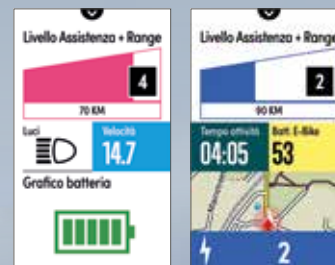 Livello Assistenza + Range
4
70 KM
Luci
Velocità
14.7
Grafico batteria
Livello Assistenza + Range
2
90 KM
Tempo attività
Batt. E-Bike
04:05
53
2